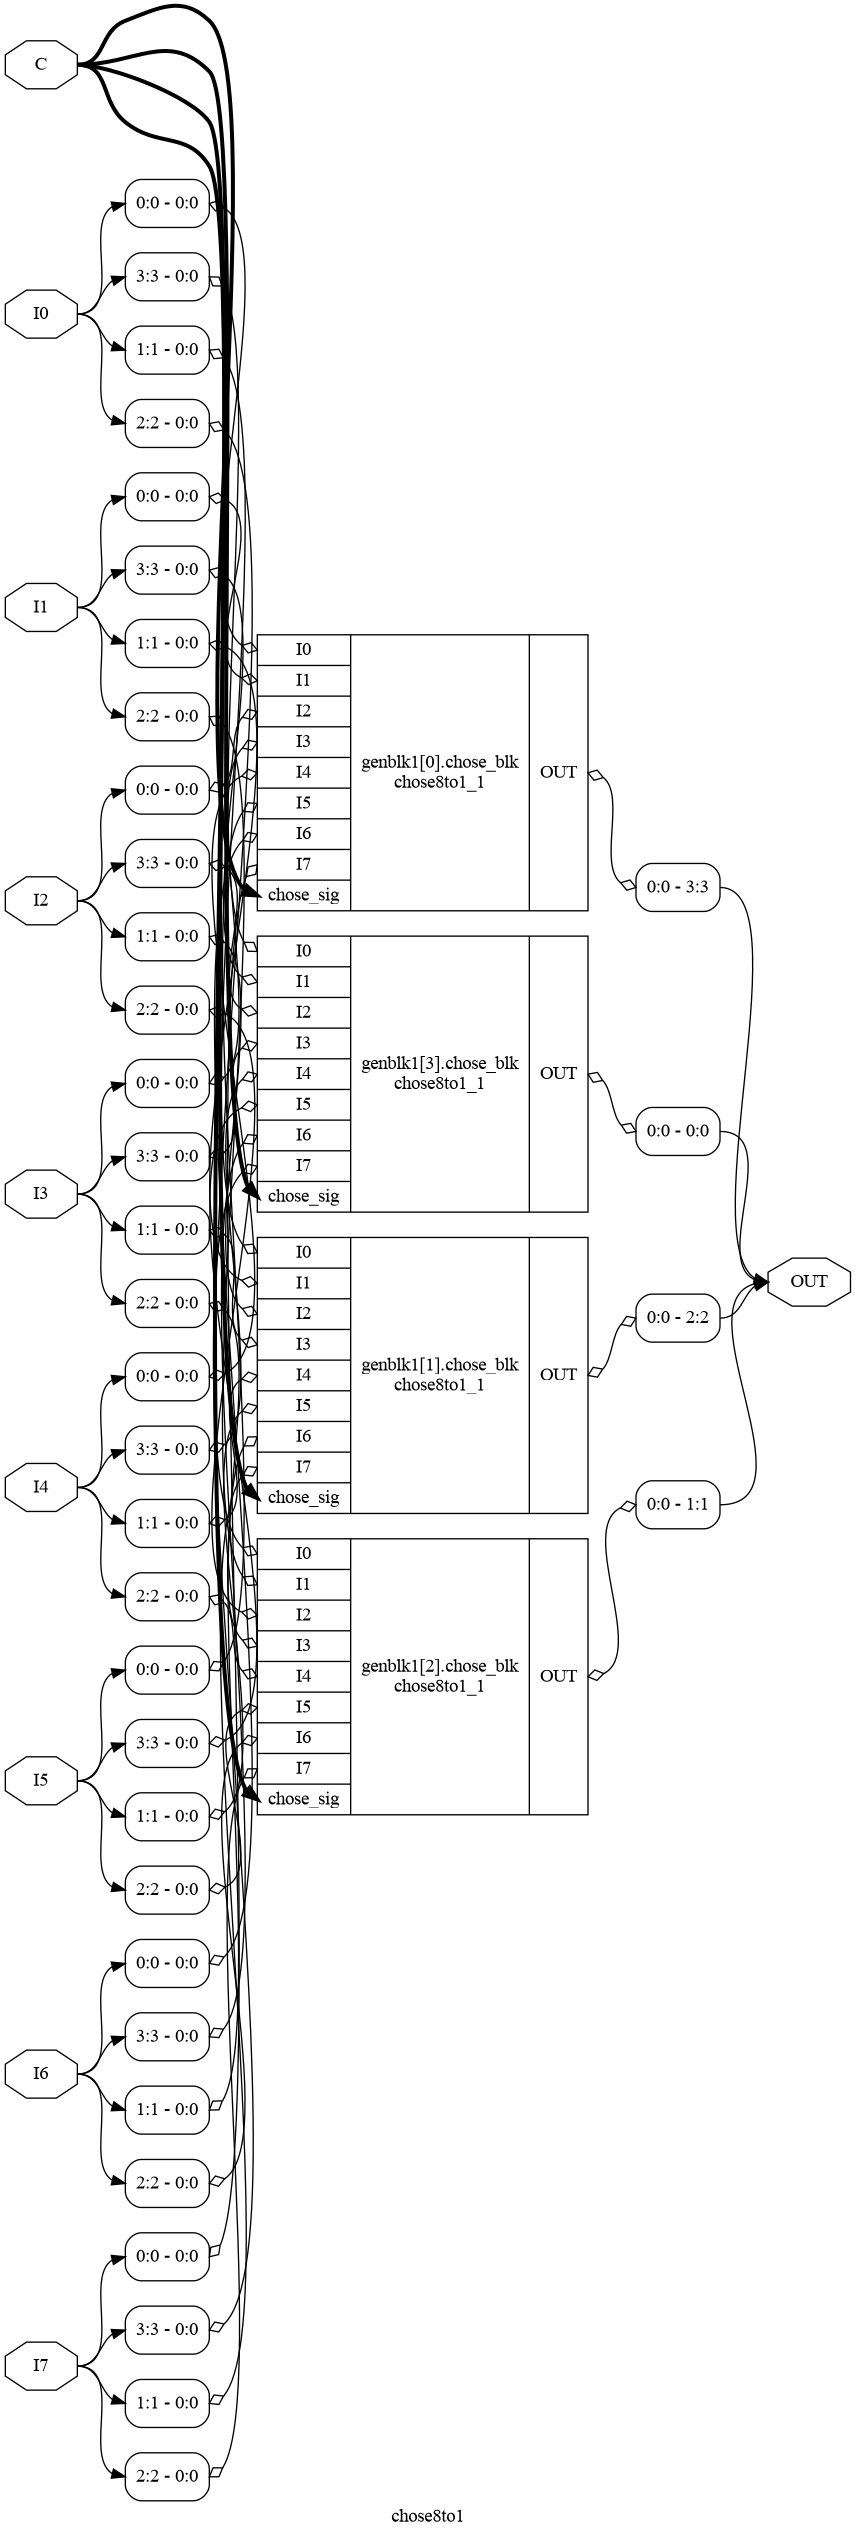 C
I0
0:0 - 0:0
3:3 - 0:0
1:1 - 0:0
2:2 - 0:0
I1
0:0 - 0:0
3:3 - 0:0
1:1 - 0:0
2:2 - 0:0
I2
0:0 - 0:0
3:3 - 0:0
1:1 - 0:0
2:2 - 0:0
I3
0:0 - 0:0
3:3 - 0:0
1:1 - 0:0
2:2 - 0:0
I4
0:0 - 0:0
3:3 - 0:0
1:1 - 0:0
2:2 - 0:0
I5
0:0 - 0:0
3:3 - 0:0
1:1 - 0:0
2:2 - 0:0
I6
0:0 - 0:0
3:3 - 0:0
1:1 - 0:0
2:2 - 0:0
I7
0:0 - 0:0
3:3 - 0:0
1:1 - 0:0
2:2 - 0:0
I0
I1
I2
I3
I4
I5
I6
I7
chose_sig
genblk1[0].chose_blk
chose8to1_1
OUT
0:0 - 3:3
I0
I1
I2
I3
I4
I5
I6
I7
chose_sig
genblk1[3].chose_blk
chose8to1_1
OUT
0:0 - 0:0
I0
I1
I2
I3
I4
I5
I6
I7
chose_sig
genblk1[1].chose_blk
chose8to1_1
OUT
0:0 - 2:2
I0
I1
I2
I3
I4
I5
I6
I7
chose_sig
genblk1[2].chose_blk
chose8to1_1
OUT
0:0 - 1:1
OUT
chose8to1